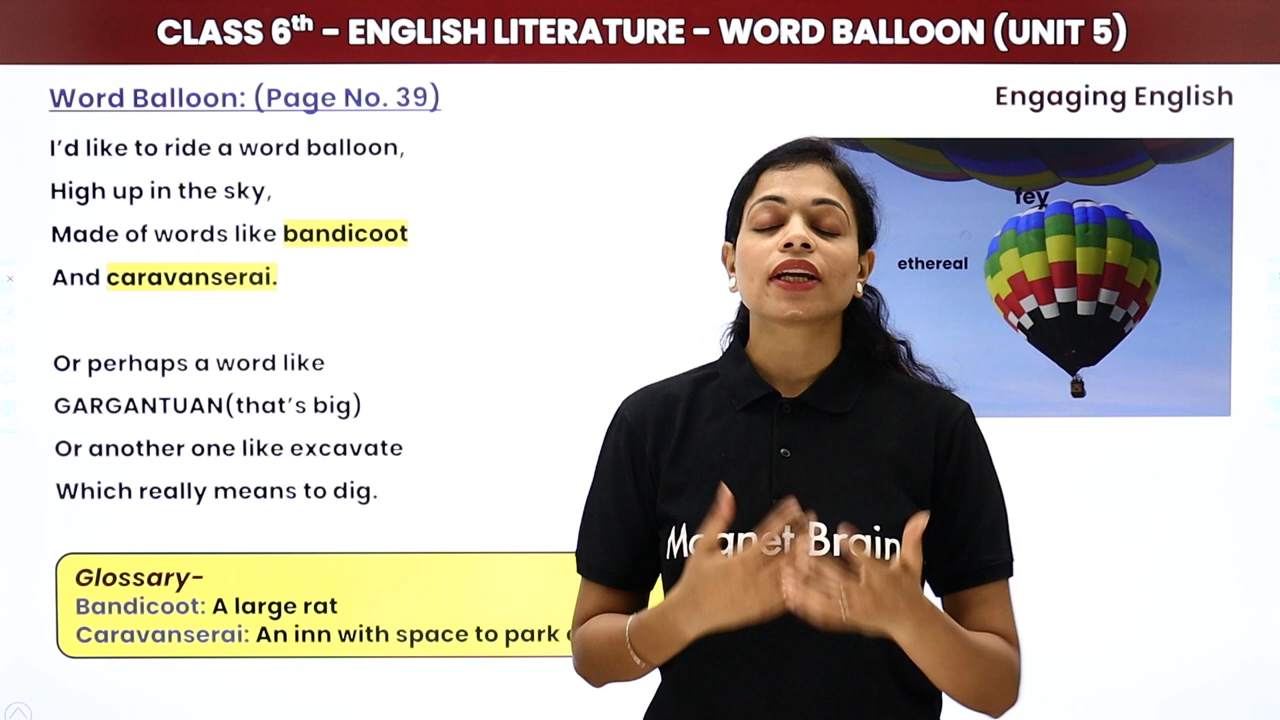 CLASS 6th – ENGLISH LITERATURE – WORD BALLOON (UNIT 5)
Word Balloon: (Page No. 39)
Engaging English
I'd like to ride a word balloon,
High up in the sky,
Made of words like bandicoot
And caravanserai.
Or perhaps a word like
GARGANTUAN(that's big)
Or another one like excavate
Which really means to dig.
fey
ethereal
Glossary-
Bandicoot: A large rat
Caravanserai: An inn with space to park
Magnet Brain